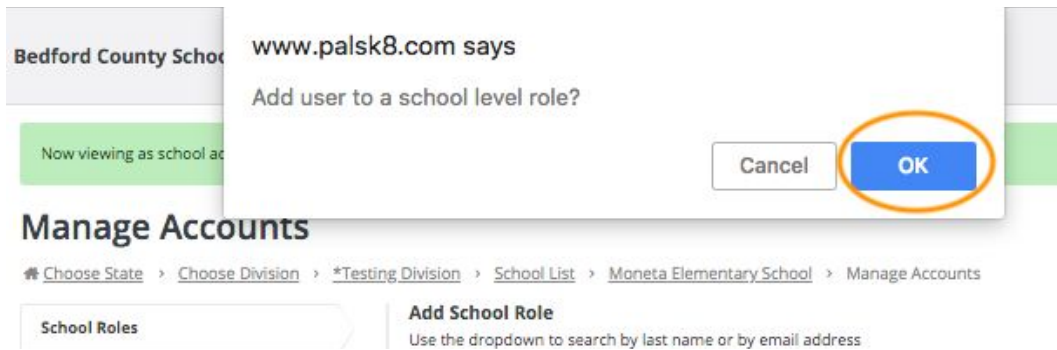 www.palsk8.com says
Bedford County
Add user to a school level role?
Cancel OK
Now viewing as school
Manage Accounts
Choose State > Choose Division > *Testing Division > School List > Moneta Elementary School > Manage Accounts
School Roles
Add School Role
Use the dropdown to search by last name or by email address